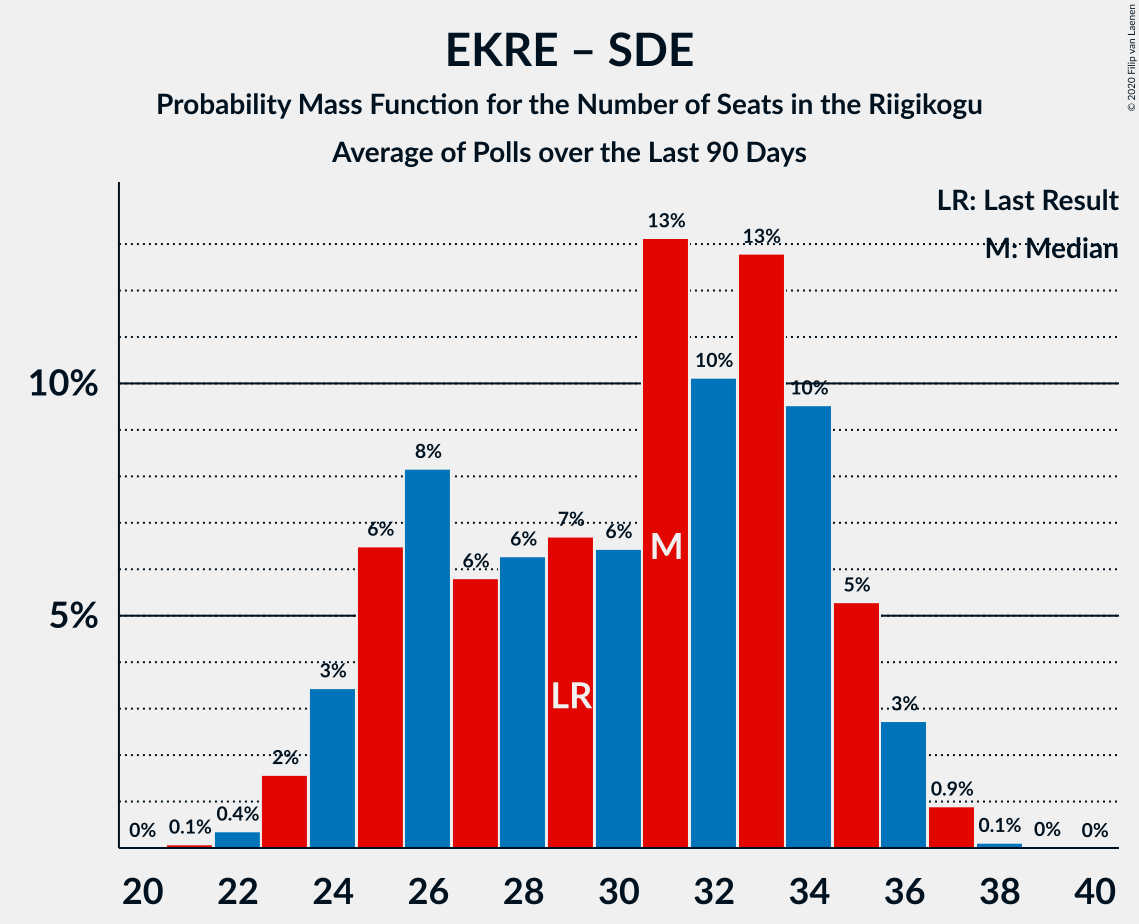 EKRE – SDE
Probability Mass Function for the Number of Seats in the Riigikogu
Average of Polls over the Last 90 Days
© 2020 Filip van Laenen
LR: Last Result
M: Median
13%
13%
10%
10%
10%
8%
7%
6%
6%
6%
6%
M
5%
5%
3%
LR
3%
2%
0.9%
0.4%
0.1%
0.1%
0%
0%
0%
20 22 24 26 28 30 32 34 36 38 40